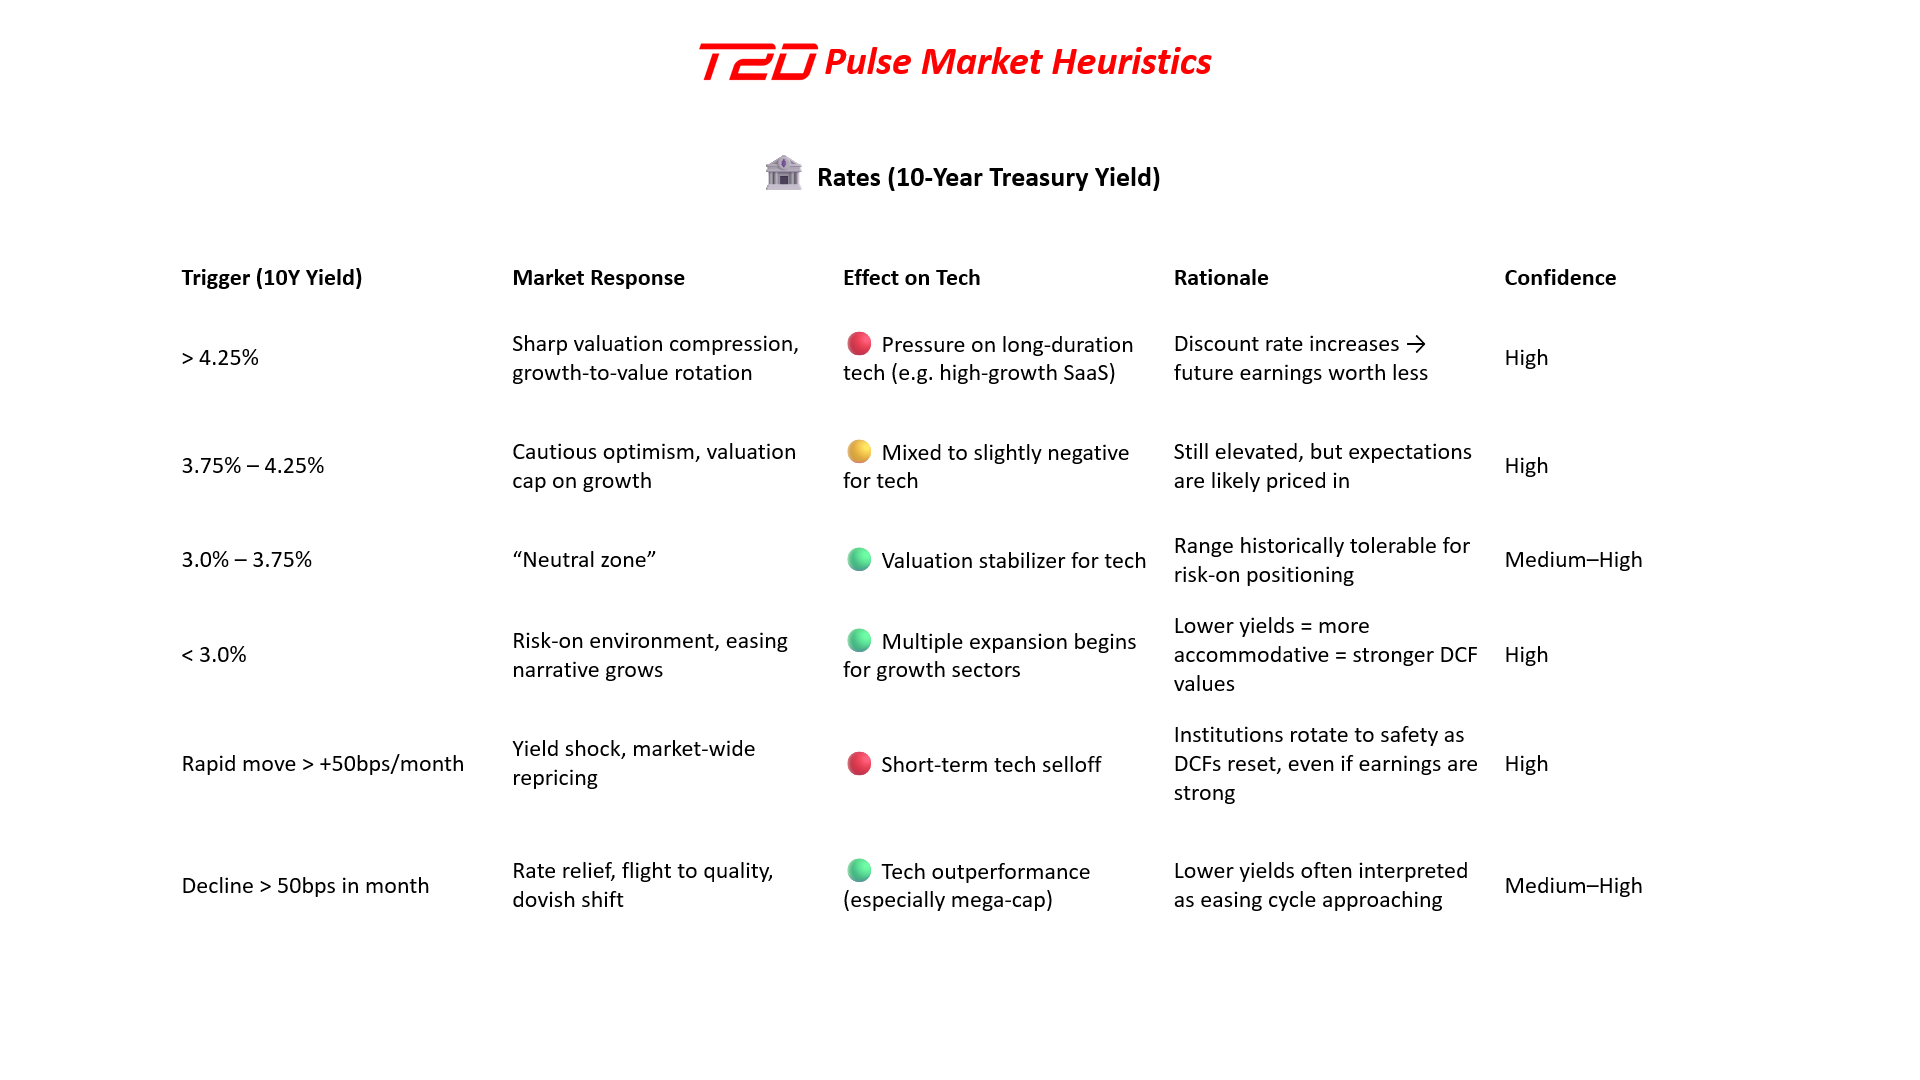 T2D Pulse Market Heuristics
Rates (10-Year Treasury Yield)
Trigger (10Y Yield)
Market Response
Effect on Tech
Rationale
Confidence
> 4.25%
Sharp valuation compression,
growth-to-value rotation
Pressure on long-duration
tech (e.g. high-growth SaaS)
Discount rate increases →
future earnings worth less
High
3.75% – 4.25%
Cautious optimism, valuation
cap on growth
Mixed to slightly negative
for tech
Still elevated, but expectations
are likely priced in
High
3.0% – 3.75%
“Neutral zone”
Valuation stabilizer for tech
Range historically tolerable for
risk-on positioning
Medium–High
< 3.0%
Risk-on environment, easing
narrative grows
Multiple expansion begins
for growth sectors
Lower yields = more
accommodative = stronger DCF
values
High
Rapid move > +50bps/month
Yield shock, market-wide
repricing
Short-term tech selloff
Institutions rotate to safety as
DCFs reset, even if earnings are
strong
High
Decline > 50bps in month
Rate relief, flight to quality,
dovish shift
Tech outperformance
(especially mega-cap)
Lower yields often interpreted
as easing cycle approaching
Medium–High